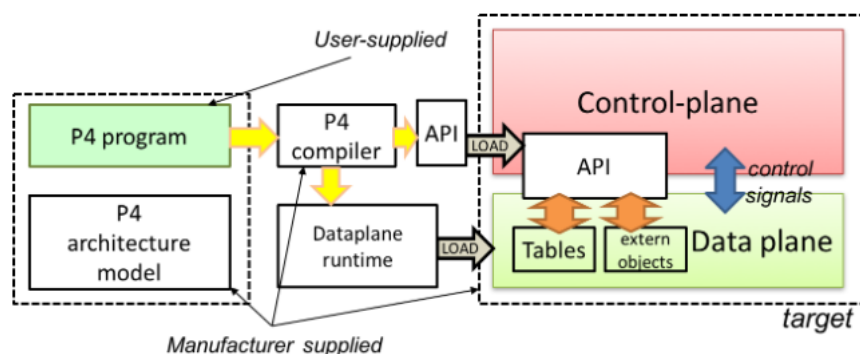 User-supplied
P4 program
P4
compiler
API
LOAD
Control-plane
API
control
signals
P4
architecture
model
Dataplane
runtime
LOAD
Tables
extern
objects
Data plane
target
Manufacturer supplied